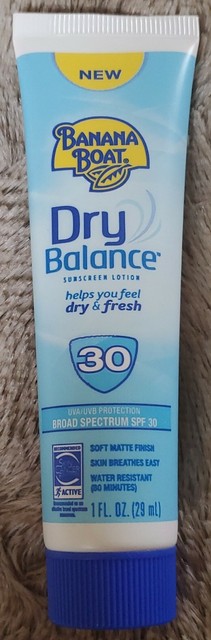 NEW
BANANA
BOAT.
Dry
Balance
SUNSCREEN LOTION
helps you feel
dry & fresh
30
UVA/UVB PROTECTION
BROAD SPECTRUM SPF 30
SOFT MATTE FINISH
SKIN BREATHES EASY
WATER RESISTANT
(80 MINUTES)
ACTIVE
1 FL. OZ. (29 mL)